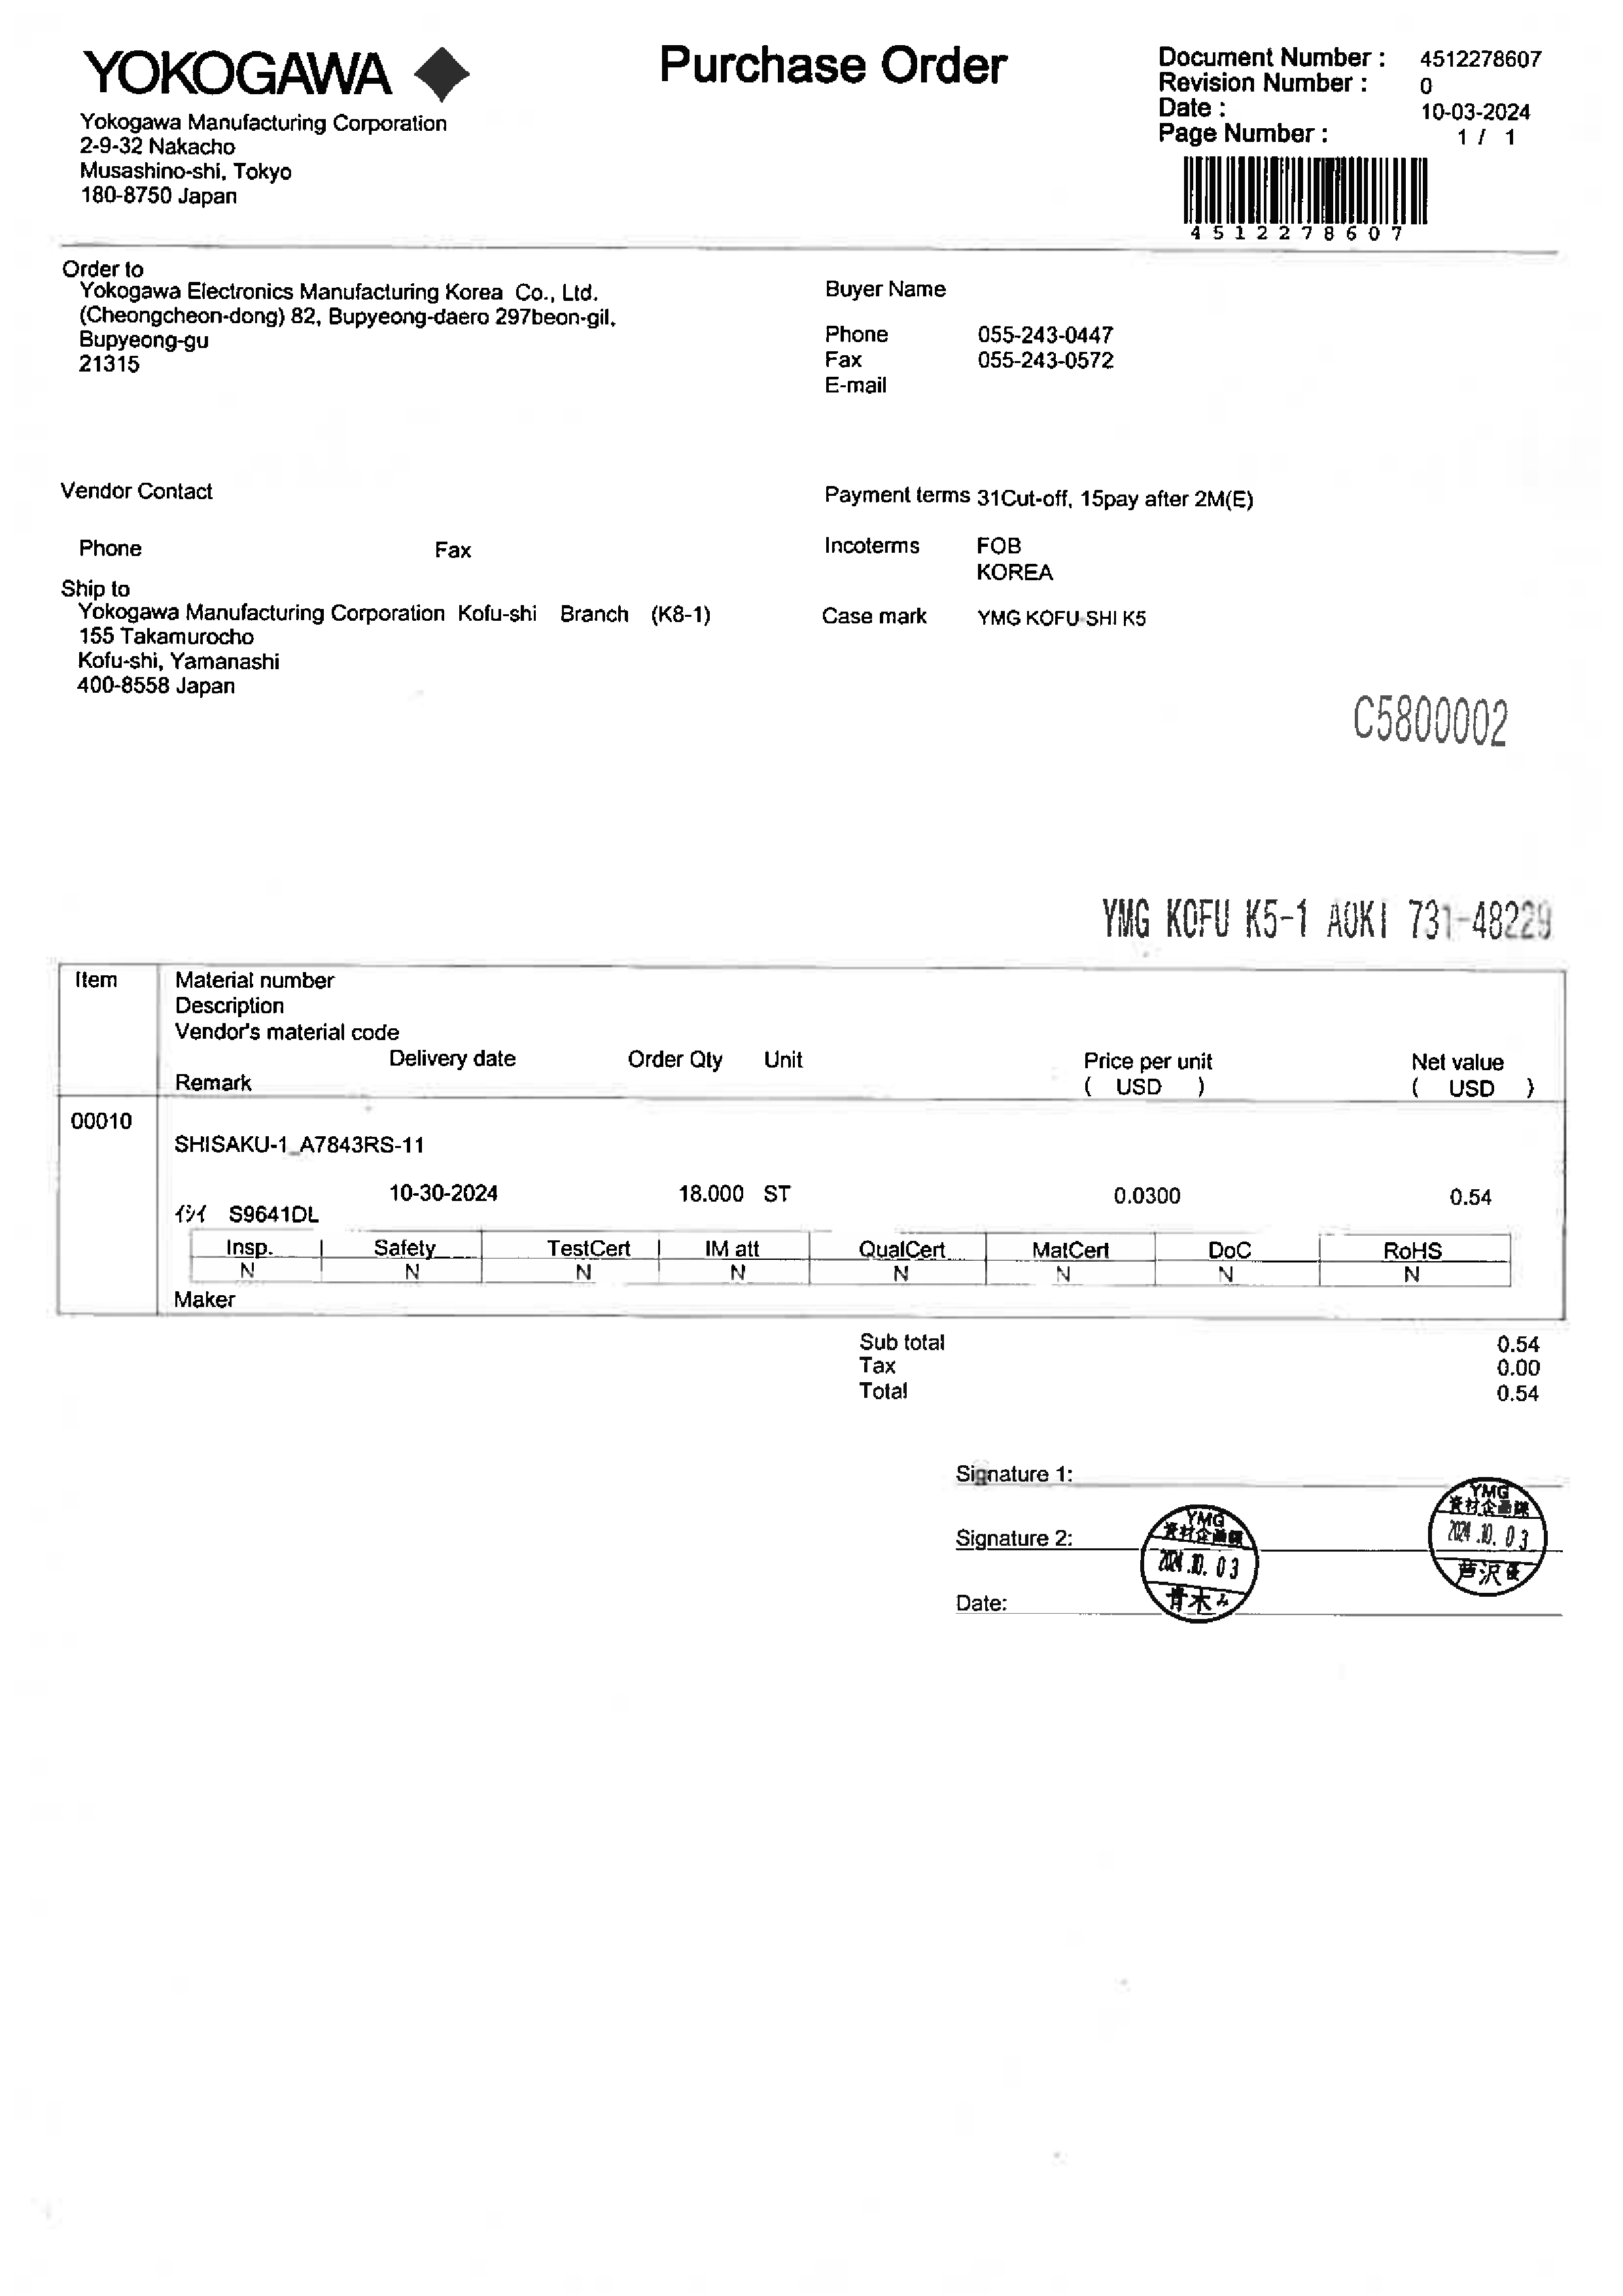 YOKOGAWA
Purchase Order
Document Number : 4512278607
Revision Number : 0
Date : 10-03-2024
Page Number : 1 / 1
4512278607
Yokogawa Manufacturing Corporation
2-9-32 Nakacho
Musashino-shi, Tokyo
180-8750 Japan
Order to
Yokogawa Electronics Manufacturing Korea Co., Ltd.
(Cheongcheon-dong) 82, Bupyeong-daero 297beon-gil,
Bupyeong-gu
21315
Buyer Name
Phone 055-243-0447
Fax 055-243-0572
E-mail
Vendor Contact
Phone Fax
Payment terms 31Cut-off, 15pay after 2M(E)
Incoterms FOB
KOREA
Ship to
Yokogawa Manufacturing Corporation Kofu-shi Branch (K8-1)
155 Takamurocho
Kofu-shi, Yamanashi
400-8558 Japan
Case mark YMG KOFU-SHI K5
C5800002
YMG KOFU K5-1 AOKI 731-48229
Item Material number
Description
Vendor's material code
Delivery date Order Qty Unit Price per unit Net value
Remark ( USD ) ( USD )
00010
SHISAKU-1_A7843RS-11
10-30-2024 18.000 ST 0.0300 0.54
ｲｼｲ S9641DL
Insp. Safety TestCert IM att QualCert MatCert DoC RoHS
N N N N N N N N
Maker
Sub total 0.54
Tax 0.00
Total 0.54
Signature 1:
Signature 2:
Date:
YMG
資材企画課
2024.10.03
青木み
YMG
資材企画課
2024.10.03
芦沢優